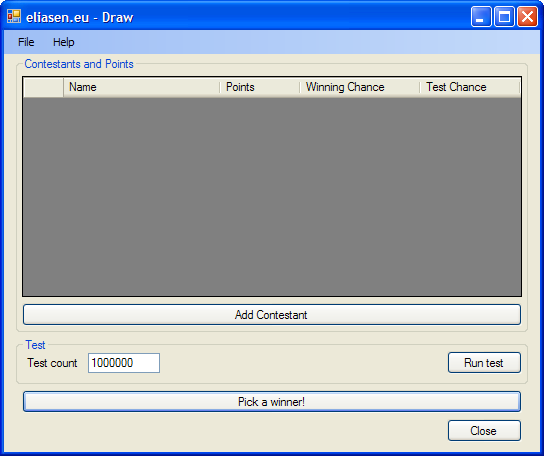 eliasen.eu - Draw
File Help
Contestants and Points
Name Points Winning Chance Test Chance
Add Contestant
Test
Test count 1000000 Run test
Pick a winner!
Close